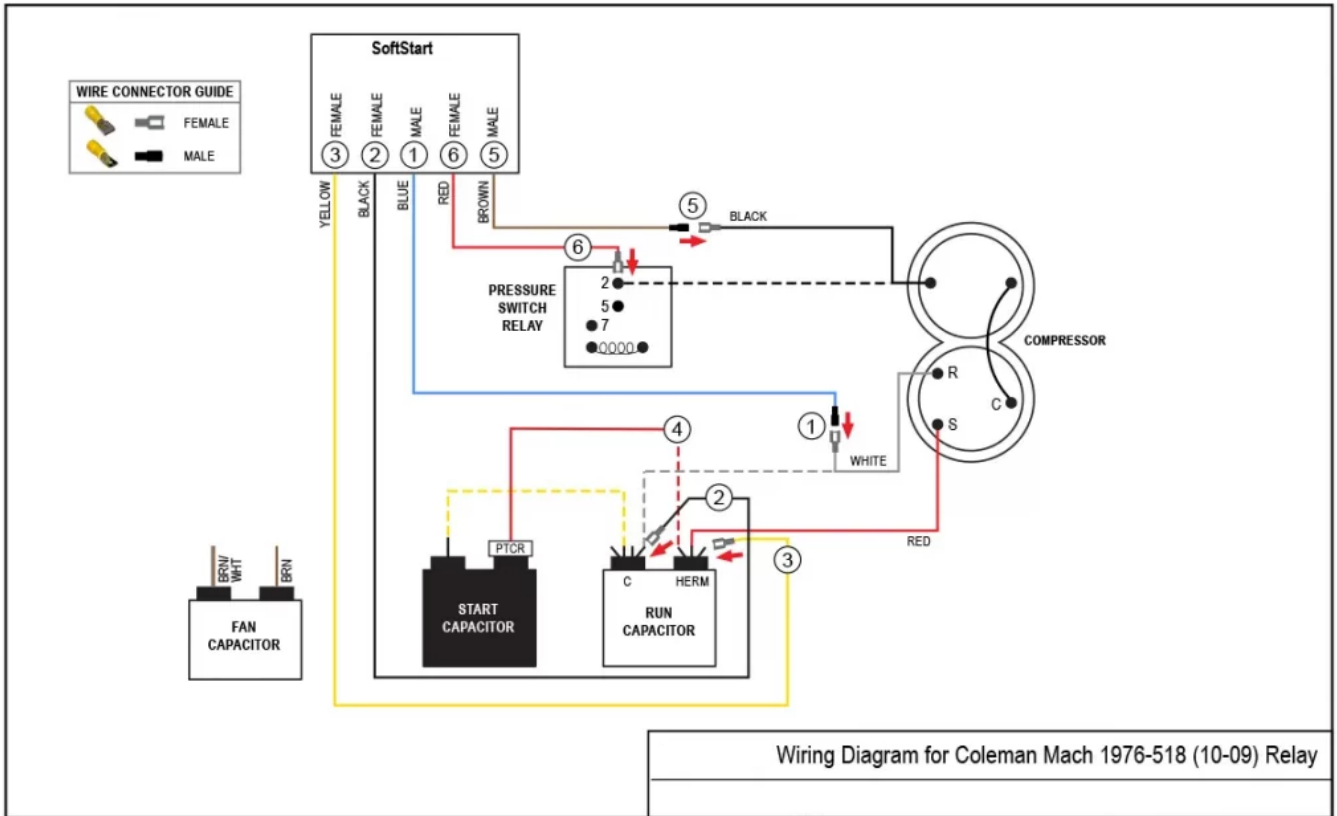 SoftStart
WIRE CONNECTOR GUIDE
FEMALE
MALE
FEMALE
FEMALE
MALE
FEMALE
MALE
3
2
1
6
5
YELLOW
BLACK
BLUE
RED
BROWN
5
BLACK
6
PRESSURE
SWITCH
RELAY
2
5
7
COMPRESSOR
R
C
S
1
WHITE
4
2
RED
3
PTCR
START
CAPACITOR
C
HERM
RUN
CAPACITOR
BRN/
WHT
BRN
FAN
CAPACITOR
Wiring Diagram for Coleman Mach 1976-518 (10-09) Relay